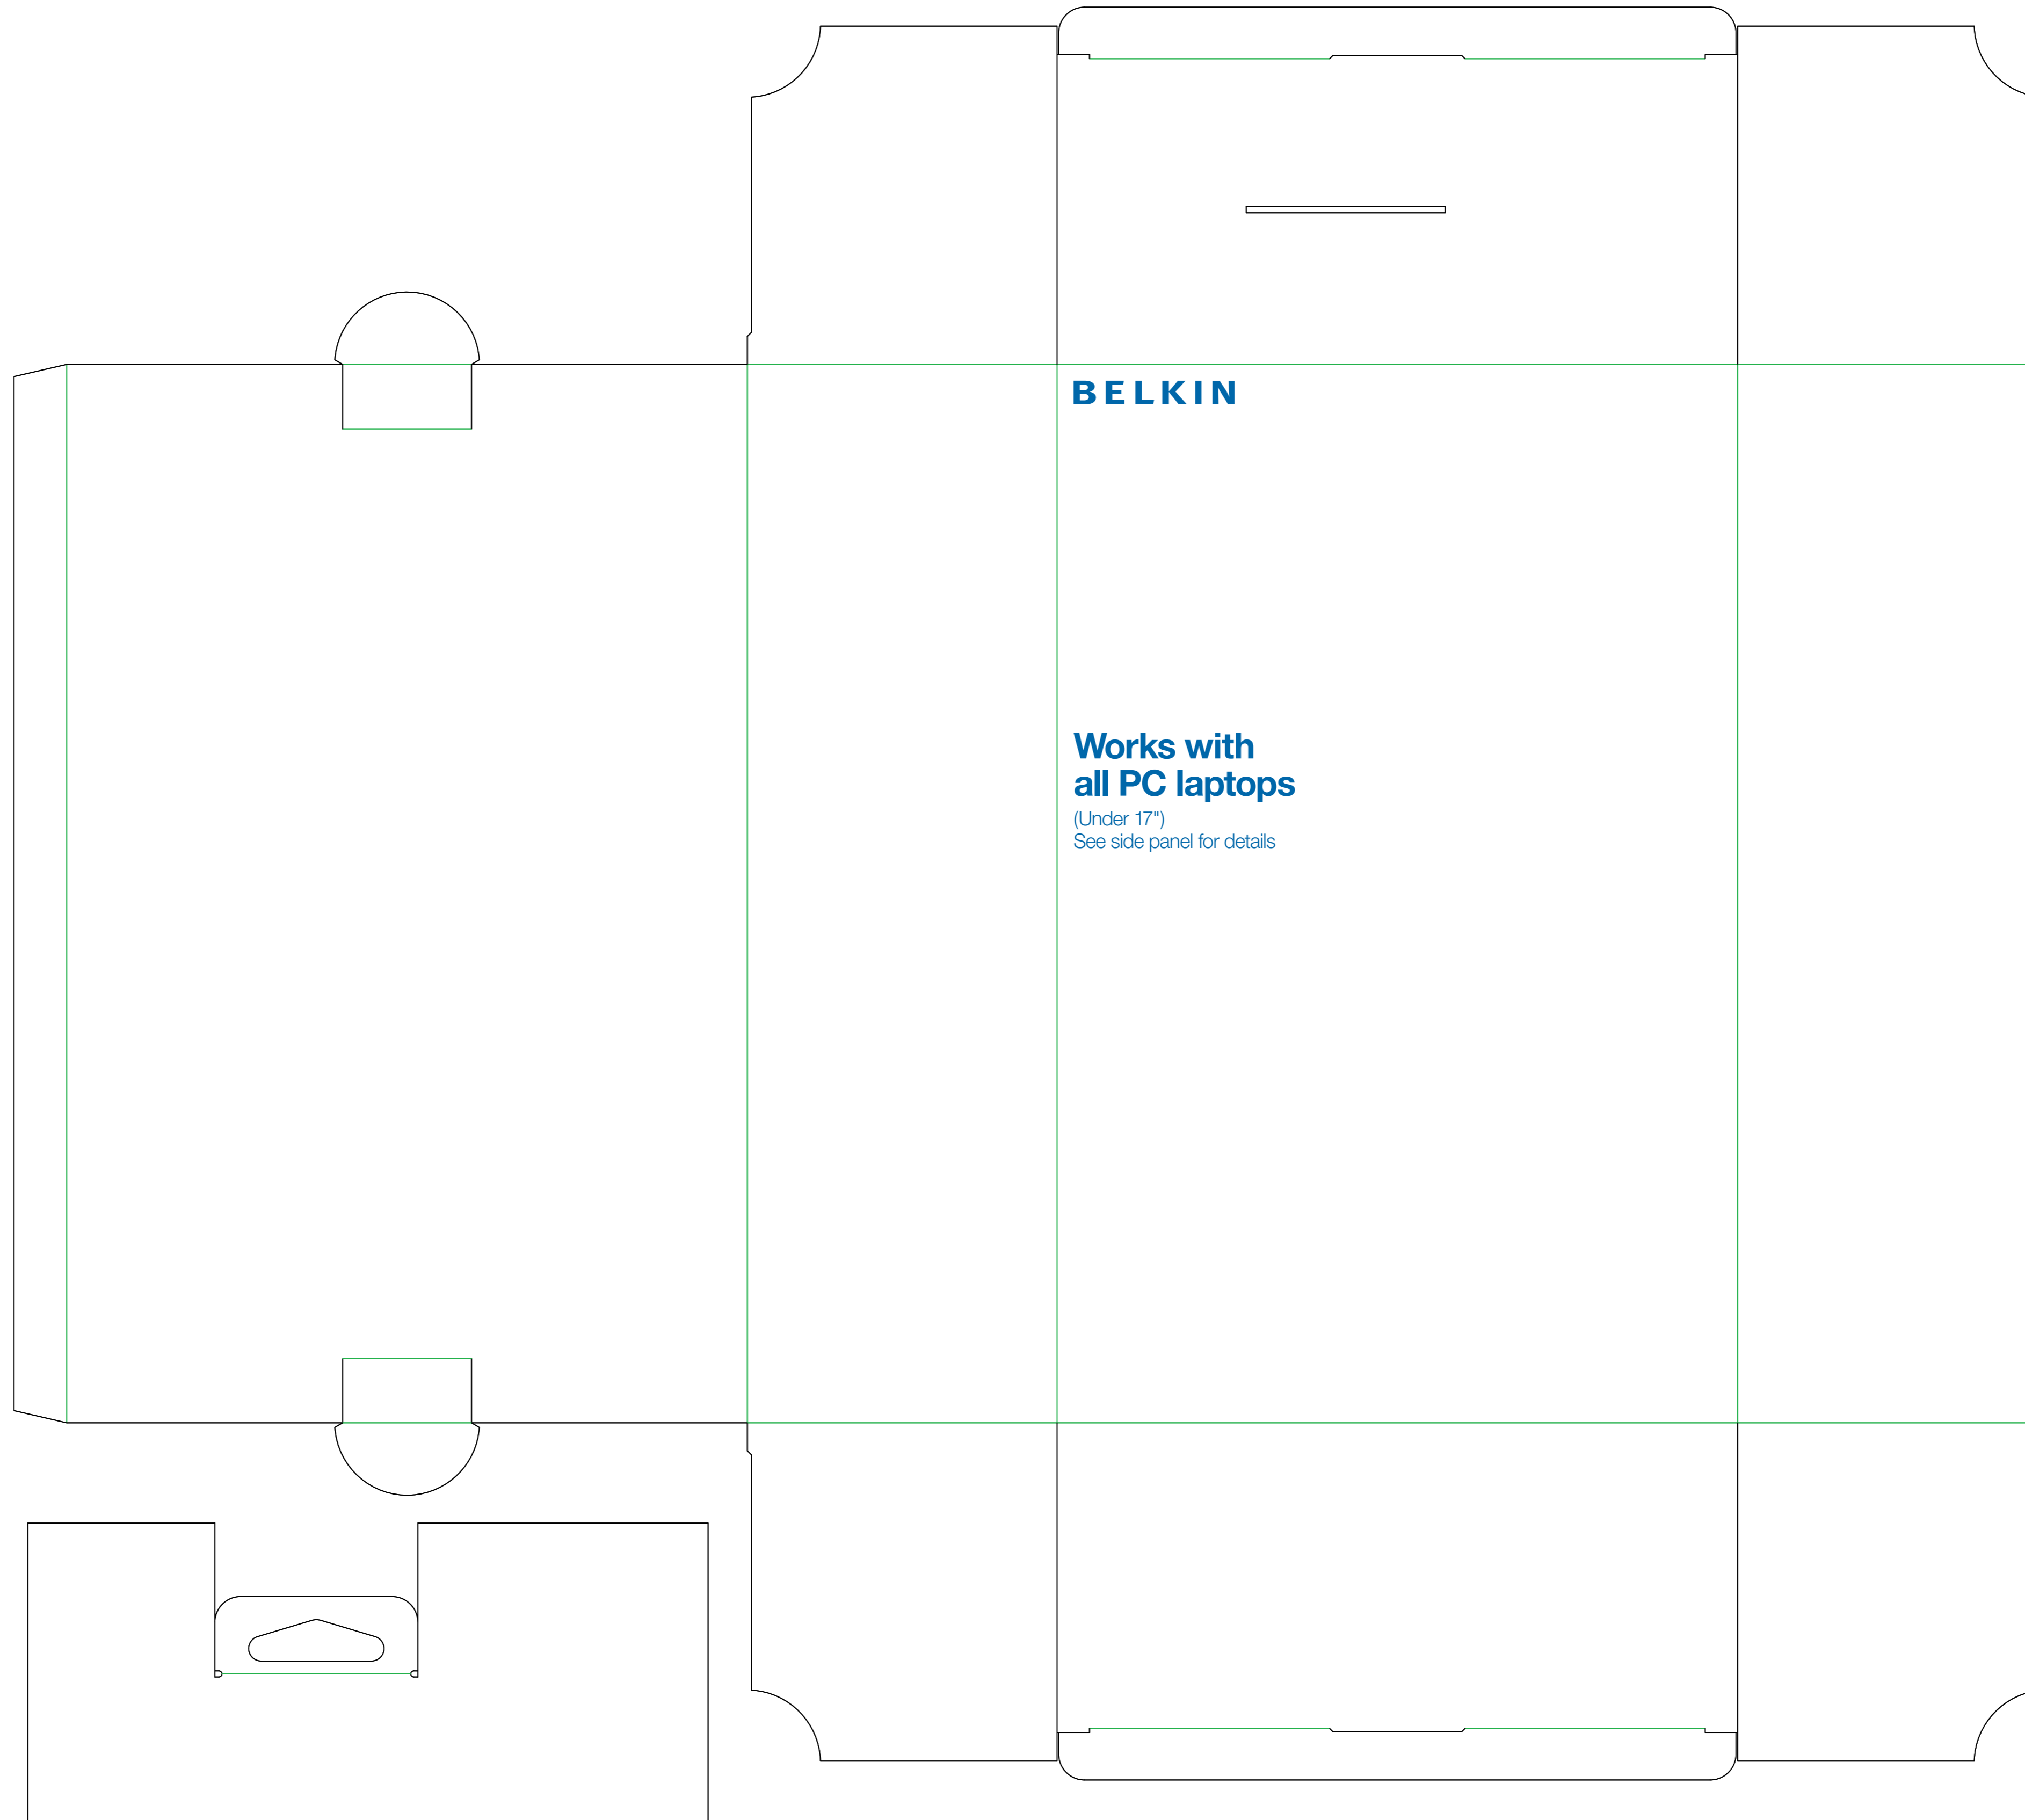 BELKIN
Works with
all PC laptops
(Under 17")
See side panel for details